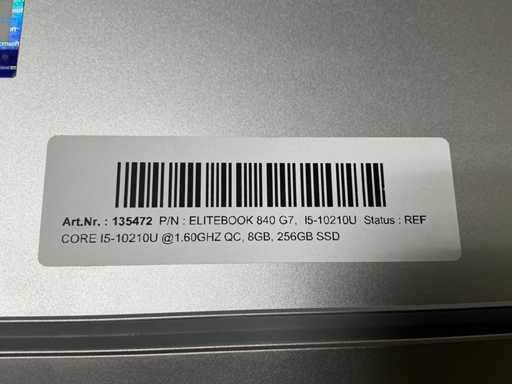 Art.Nr. : 135472 P/N : ELITEBOOK 840 G7, I5-10210U Status : REF
CORE I5-10210U @1.60GHZ QC, 8GB, 256GB SSD